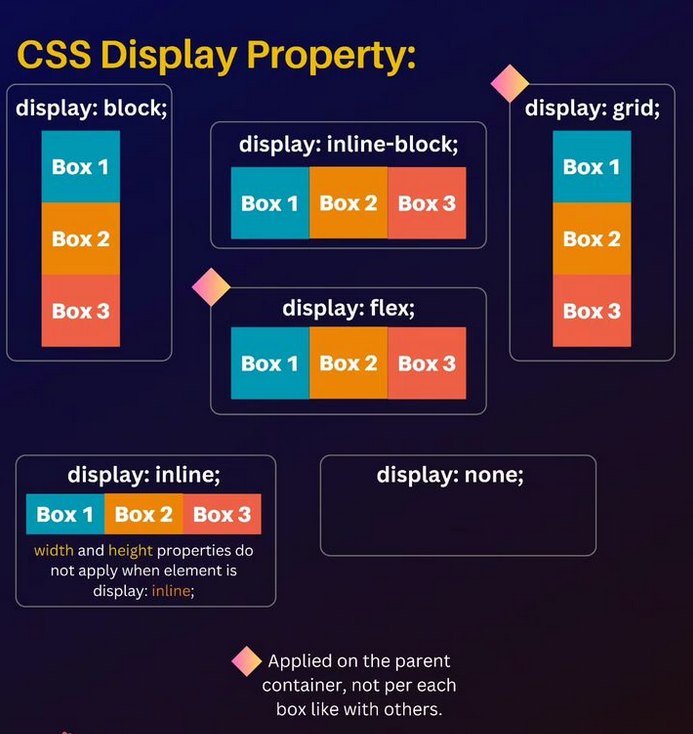 CSS Display Property:
display: block;
Box 1
Box 2
Box 3
display: inline-block;
Box 1 Box 2 Box 3
display: flex;
Box 1 Box 2 Box 3
display: grid;
Box 1
Box 2
Box 3
display: inline;
Box 1 Box 2 Box 3
width and height properties do
not apply when element is
display: inline;
display: none;
Applied on the parent
container, not per each
box like with others.